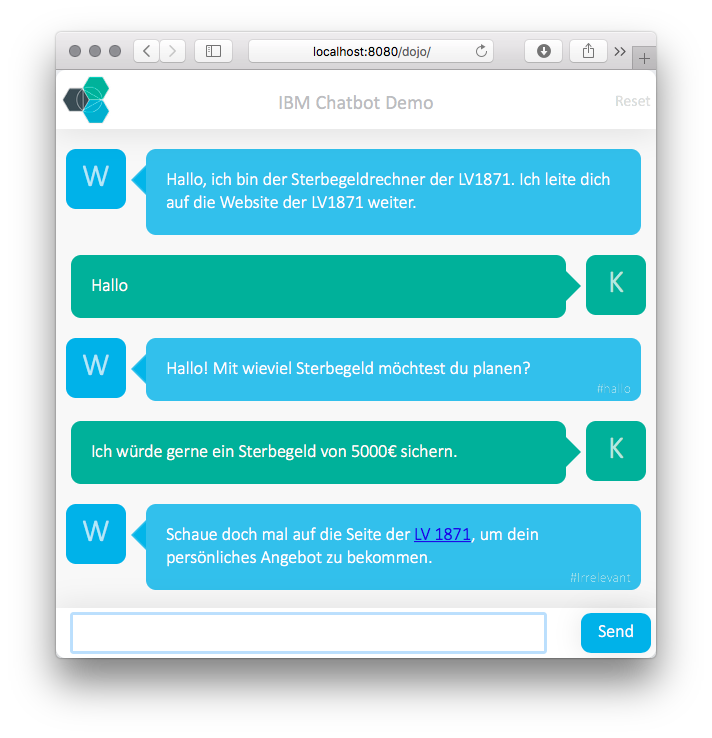 localhost:8080/dojo/
IBM Chatbot Demo
Reset
W
Hallo, ich bin der Sterbegeldrechner der LV1871. Ich leite dich
auf die Website der LV1871 weiter.
Hallo
K
W
Hallo! Mit wieviel Sterbegeld möchtest du planen?
#hallo
Ich würde gerne ein Sterbegeld von 5000€ sichern.
K
W
Schaue doch mal auf die Seite der LV 1871, um dein
persönliches Angebot zu bekommen.
#Irrelevant
Send